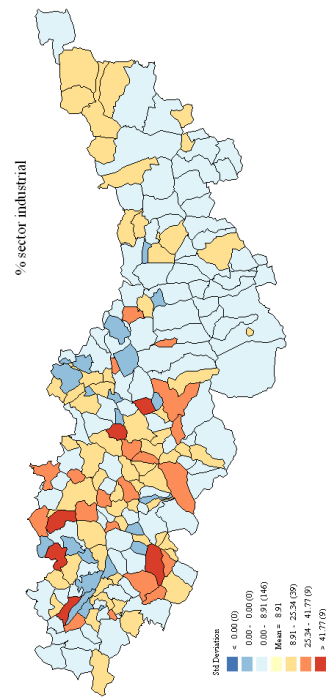 % sector industrial
Std Deviation
< 0.00 (0)
0.00 - 0.00 (0)
0.00 - 8.91 (146)
Mean = 8.91
8.91 - 25.34 (39)
25.34 - 41.77 (9)
> 41.77 (9)